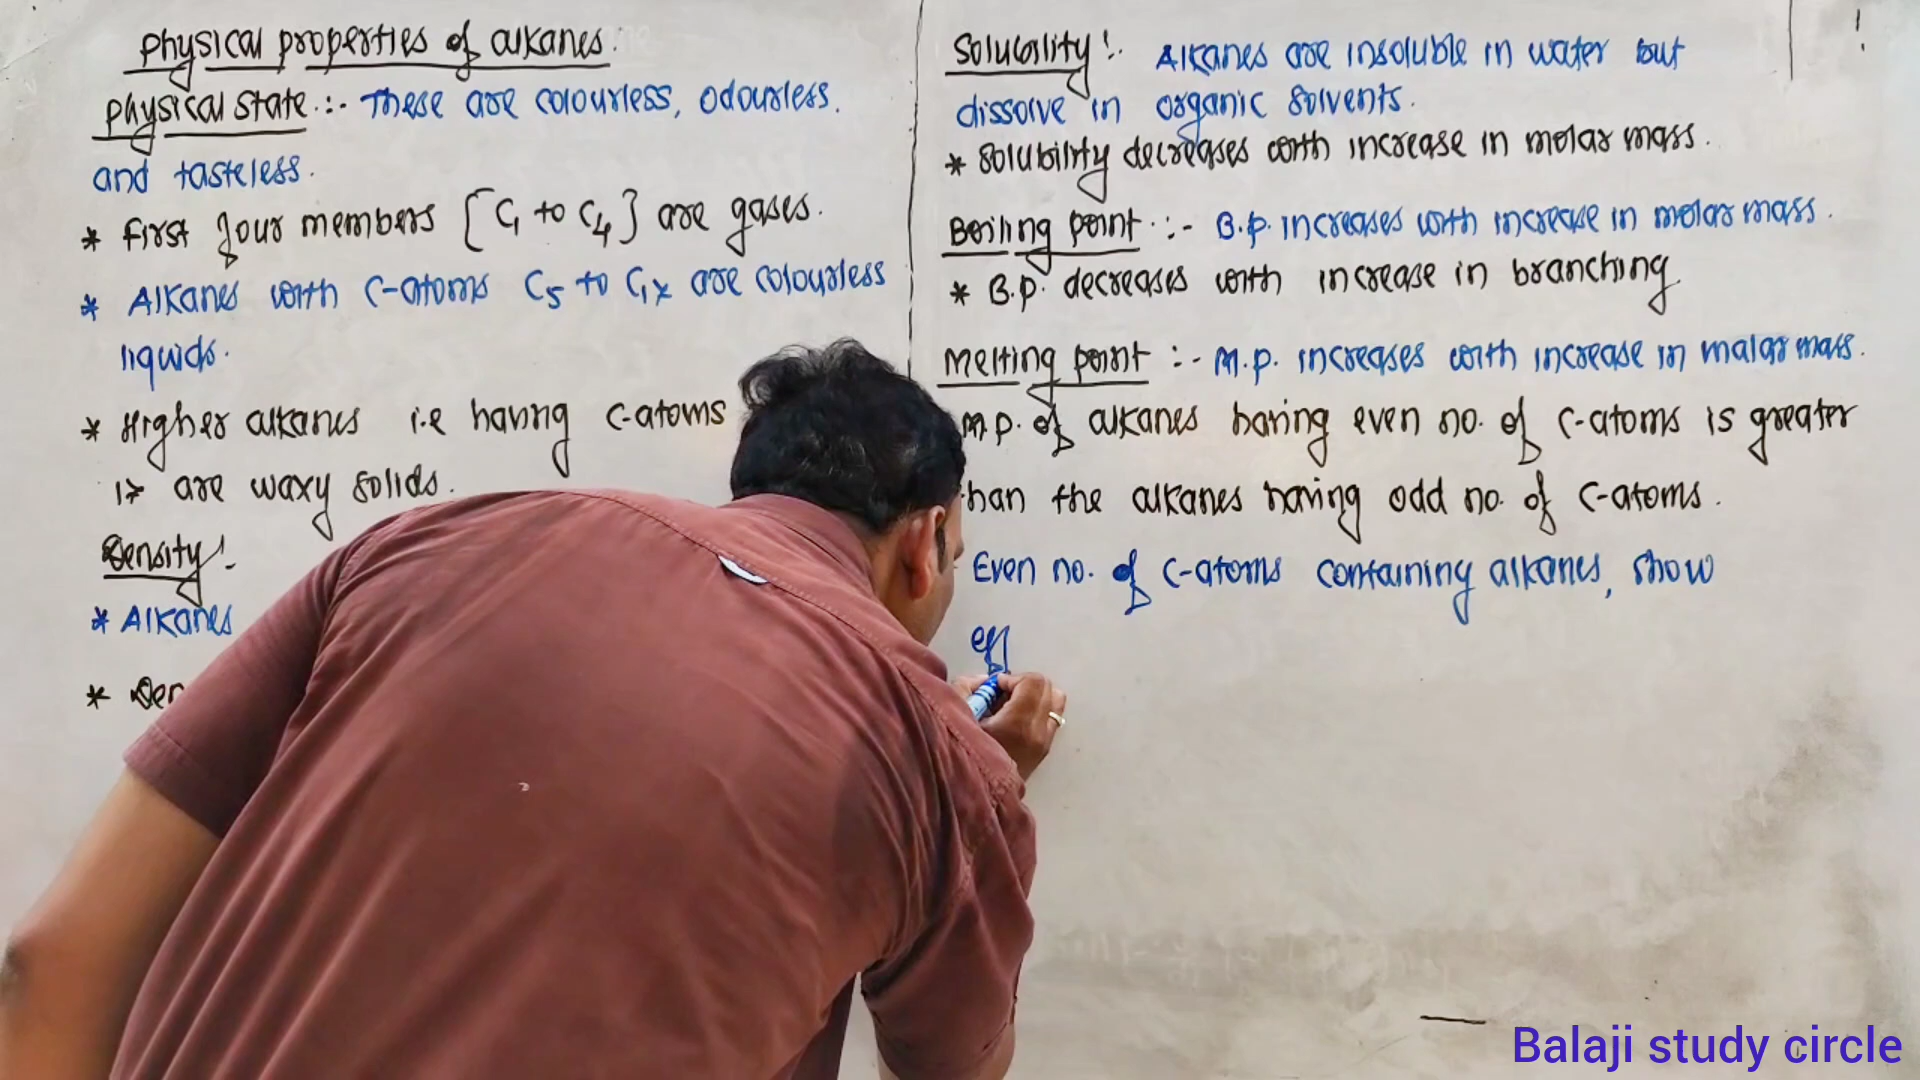 Physical properties of alkanes.
Physical state :- These are colourless, odourless.
and tasteless.
* First four members [C1 to C4] are gases.
* Alkanes with C-atoms C5 to C17 are colourless
liquids.
* Higher alkanes i.e having C-atoms
17 are waxy solids.
Density :-
* Alkanes
* Den
Solubility :- Alkanes are insoluble in water but
dissolve in organic solvents.
* Solubility decreases with increase in molar mass.
Boiling point :- B.p. increases with increase in molar mass.
* B.p. decreases with increase in branching.
Melting point :- M.p. increases with increase in malar mass.
M.p. of alkanes having even no. of C-atoms is greater
than the alkanes having odd no. of C-atoms.
Even no. of C-atoms containing alkanes, show
eff
Balaji study circle